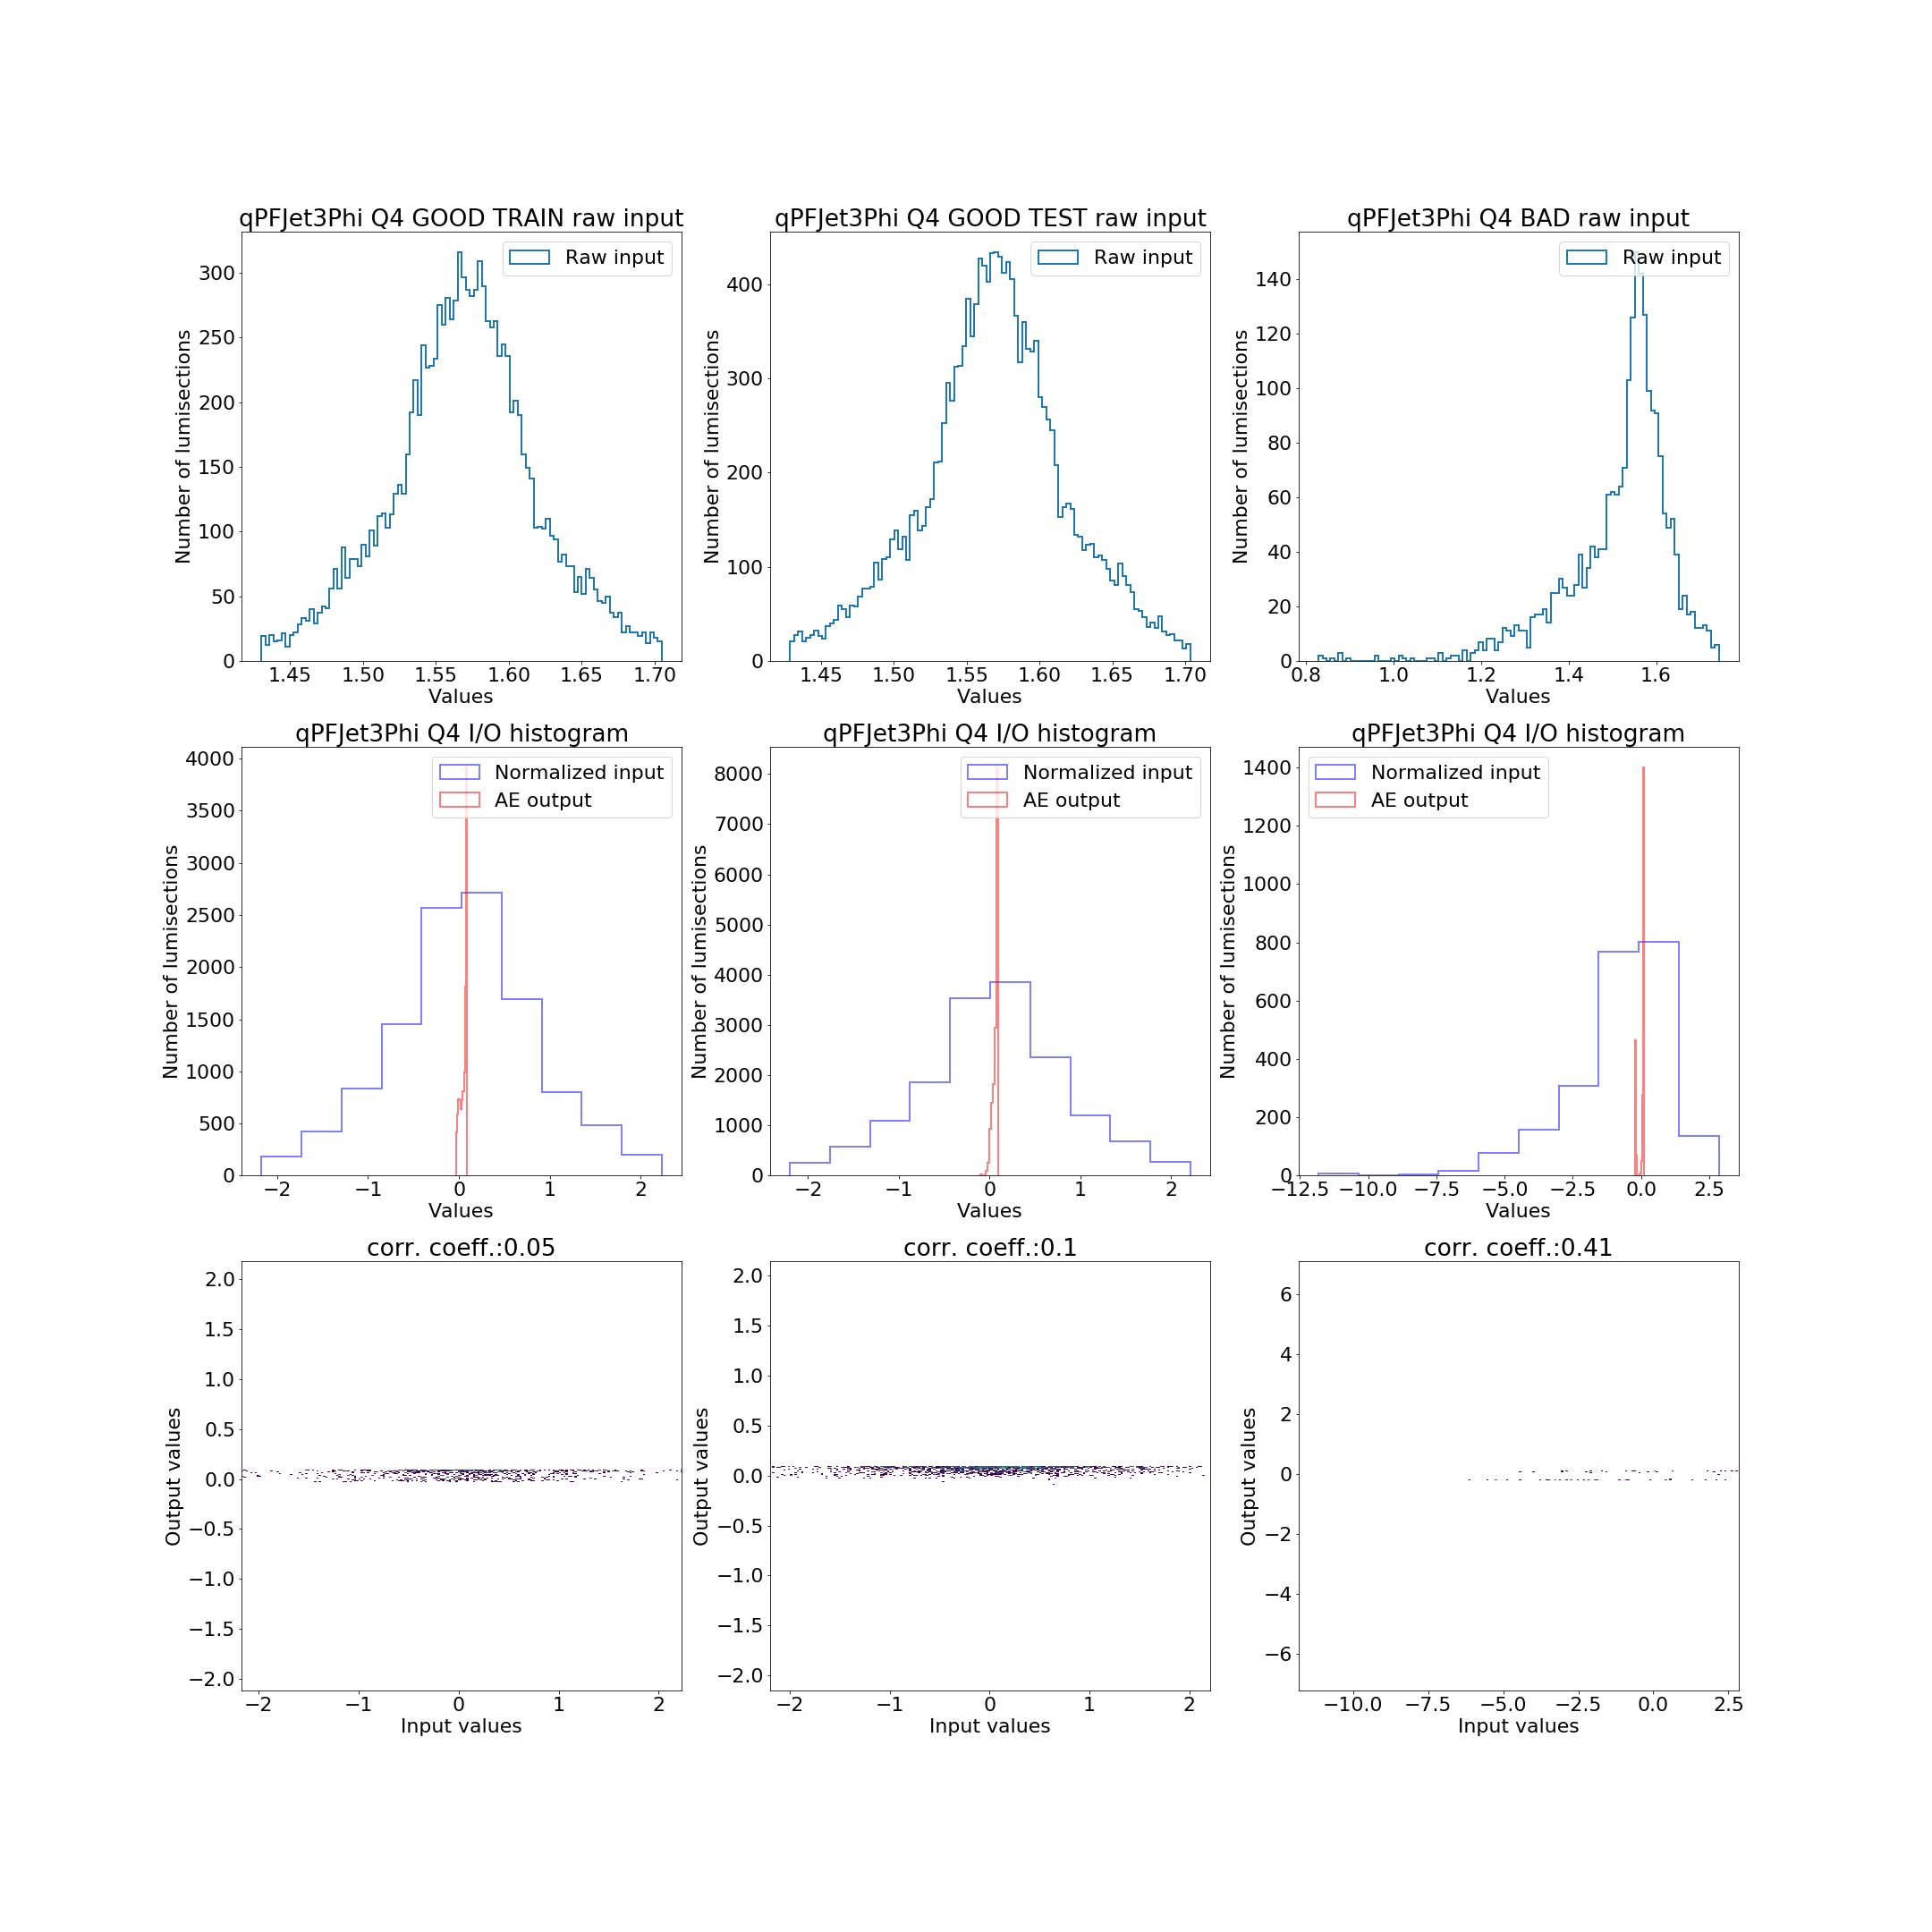 qPFJet3Phi Q4 GOOD TRAIN raw input
Raw input
300
250
200
150
100
50
0
Number of lumisections
1.45 1.50 1.55 1.60 1.65 1.70
Values
qPFJet3Phi Q4 GOOD TEST raw input
Raw input
400
300
200
100
0
Number of lumisections
1.45 1.50 1.55 1.60 1.65 1.70
Values
qPFJet3Phi Q4 BAD raw input
Raw input
140
120
100
80
60
40
20
0
Number of lumisections
0.8 1.0 1.2 1.4 1.6
Values
qPFJet3Phi Q4 I/O histogram
Normalized input
AE output
4000
3500
3000
2500
2000
1500
1000
500
0
Number of lumisections
−2 −1 0 1 2
Values
qPFJet3Phi Q4 I/O histogram
Normalized input
AE output
8000
7000
6000
5000
4000
3000
2000
1000
0
Number of lumisections
−2 −1 0 1 2
Values
qPFJet3Phi Q4 I/O histogram
Normalized input
AE output
1400
1200
1000
800
600
400
200
0
Number of lumisections
−12.5 −10.0 −7.5 −5.0 −2.5 0.0 2.5
Values
corr. coeff.:0.05
2.0
1.5
1.0
0.5
0.0
−0.5
−1.0
−1.5
−2.0
Output values
−2 −1 0 1 2
Input values
corr. coeff.:0.1
2.0
1.5
1.0
0.5
0.0
−0.5
−1.0
−1.5
−2.0
Output values
−2 −1 0 1 2
Input values
corr. coeff.:0.41
6
4
2
0
−2
−4
−6
Output values
−10.0 −7.5 −5.0 −2.5 0.0 2.5
Input values